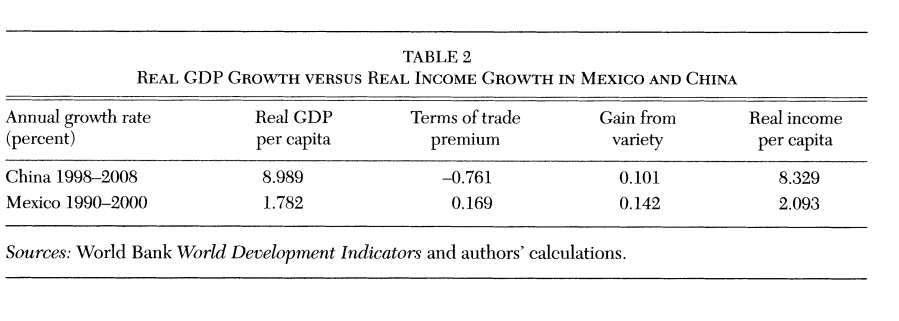 TABLE 2
REAL GDP GROWTH VERSUS REAL INCOME GROWTH IN MEXICO AND CHINA
Annual growth rate (percent) Real GDP per capita Terms of trade premium Gain from variety Real income per capita
China 1998–2008 8.989 –0.761 0.101 8.329
Mexico 1990–2000 1.782 0.169 0.142 2.093
Sources: World Bank World Development Indicators and authors' calculations.